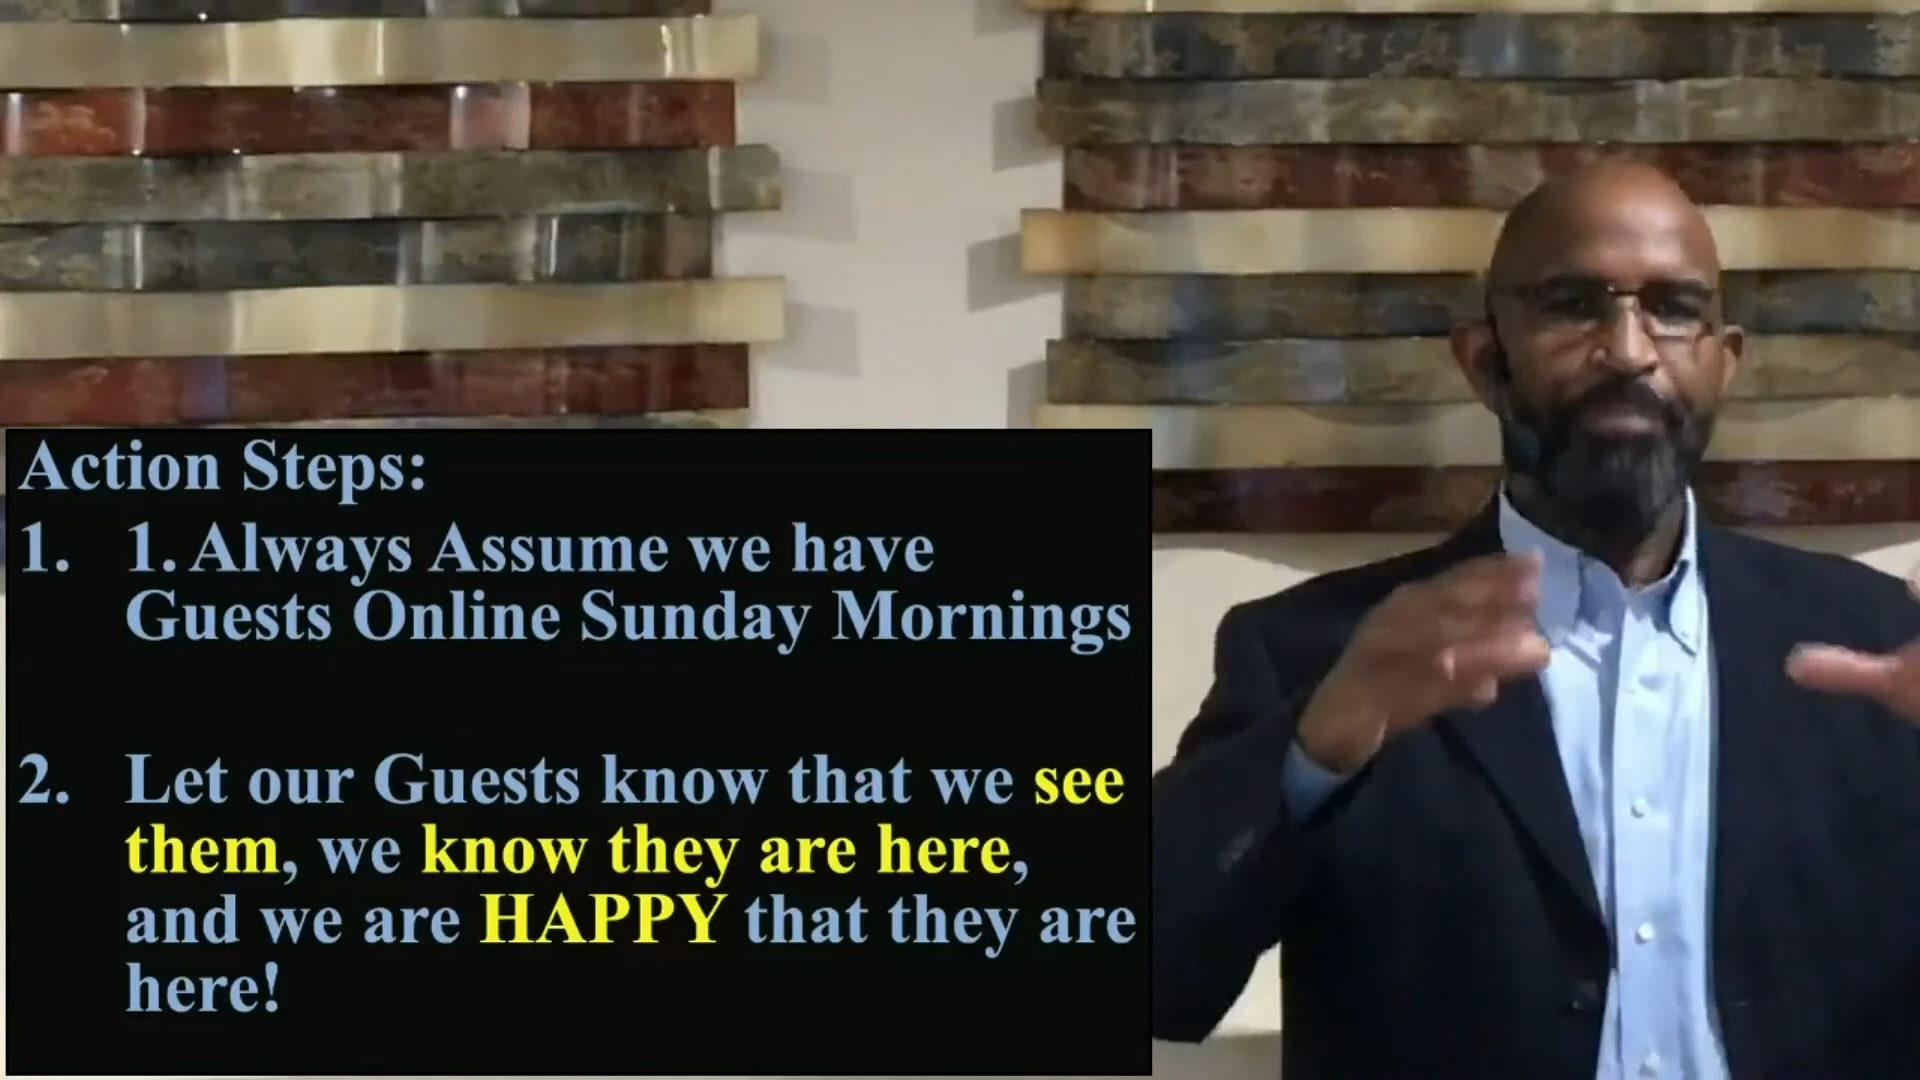 Action Steps:
1. 1. Always Assume we have
Guests Online Sunday Mornings
2. Let our Guests know that we see
them, we know they are here,
and we are HAPPY that they are
here!